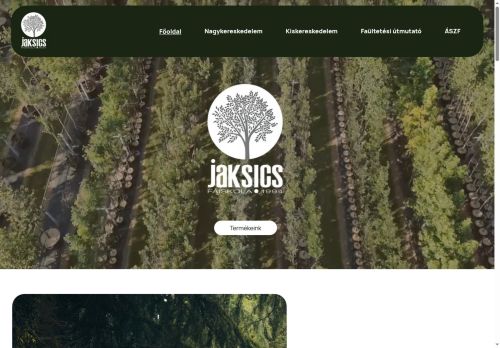 jaKSICS
Főoldal
Nagykereskedelem
Kiskereskedelem
Faültetési útmutató
ÁSZF
jaKSICS
FAISKOLA 1994
Termékeink